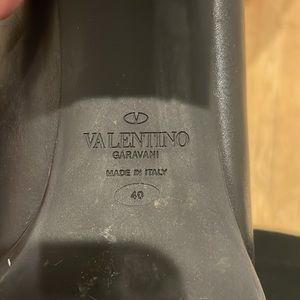 V
VALENTINO
GARAVANI
MADE IN ITALY
40